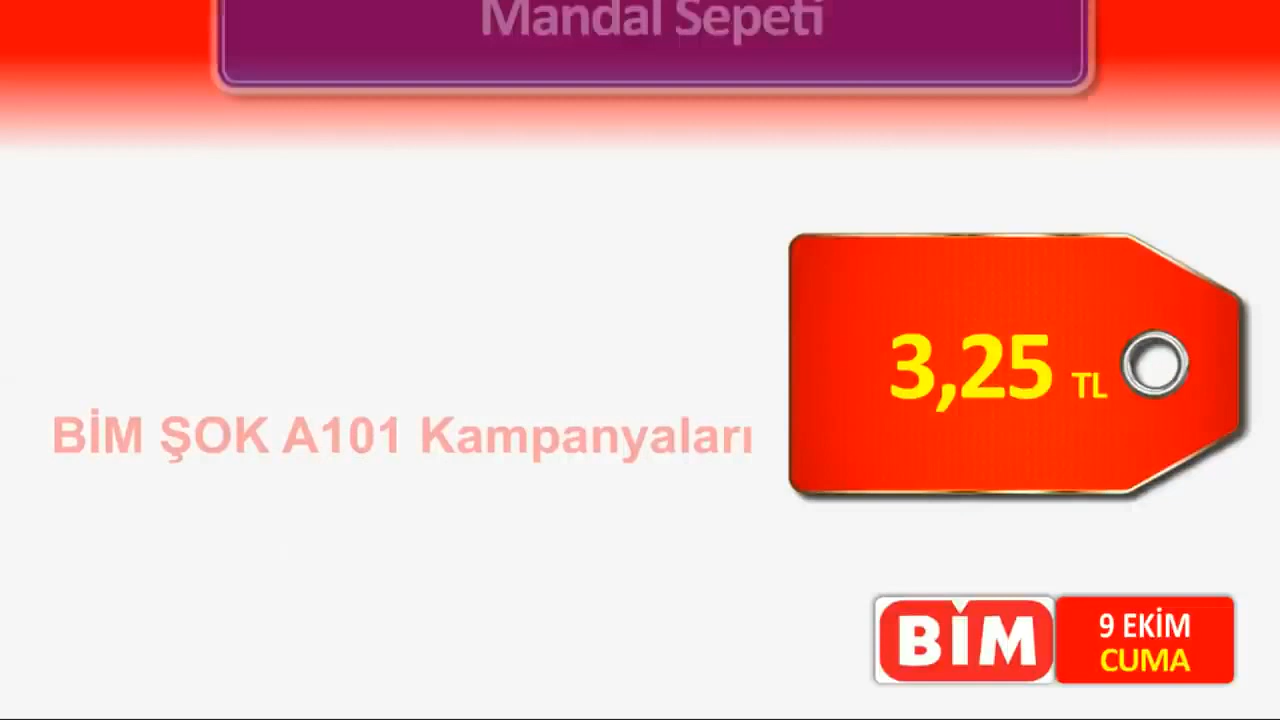 Mandal Sepeti
3,25 TL
BİM ŞOK A101 Kampanyaları
BİM
9 EKİM
CUMA